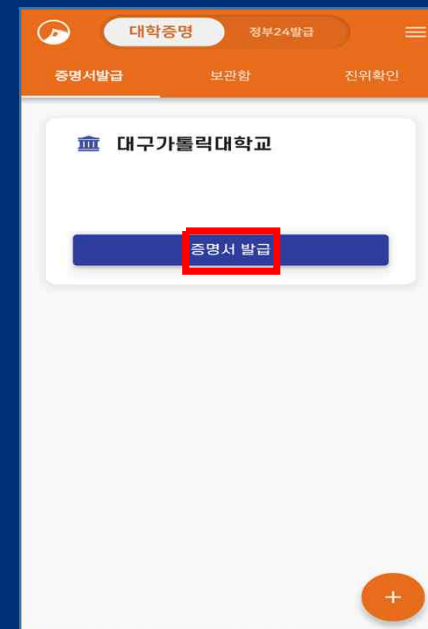 대학증명 정부24발급
증명서발급 보관함 진위확인
대구가톨릭대학교
증명서 발급
+